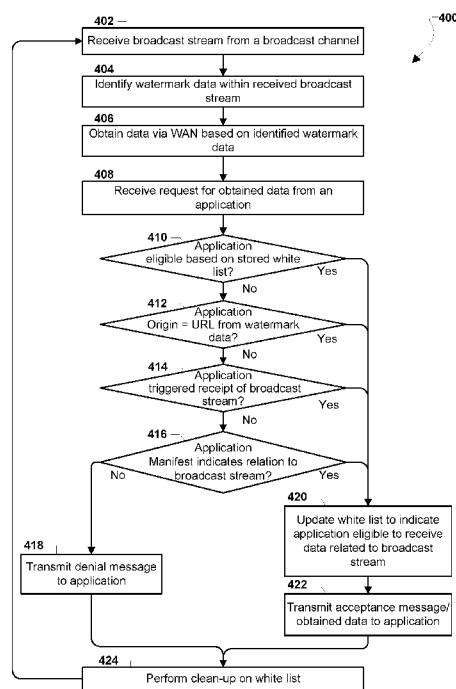 400
402
Receive broadcast stream from a broadcast channel
404
Identify watermark data within received broadcast
stream
406
Obtain data via WAN based on identified watermark
data
408
Receive request for obtained data from an
application
410
Application
eligible based on stored white
list?
Yes
No
412
Application
Origin = URL from watermark
data?
Yes
No
414
Application
triggered receipt of broadcast
stream?
Yes
No
416
Application
Manifest indicates relation to
broadcast stream?
No
Yes
420
Update white list to indicate
application eligible to receive
data related to broadcast
stream
418
Transmit denial message
to application
422
Transmit acceptance message/
obtained data to application
424
Perform clean-up on white list